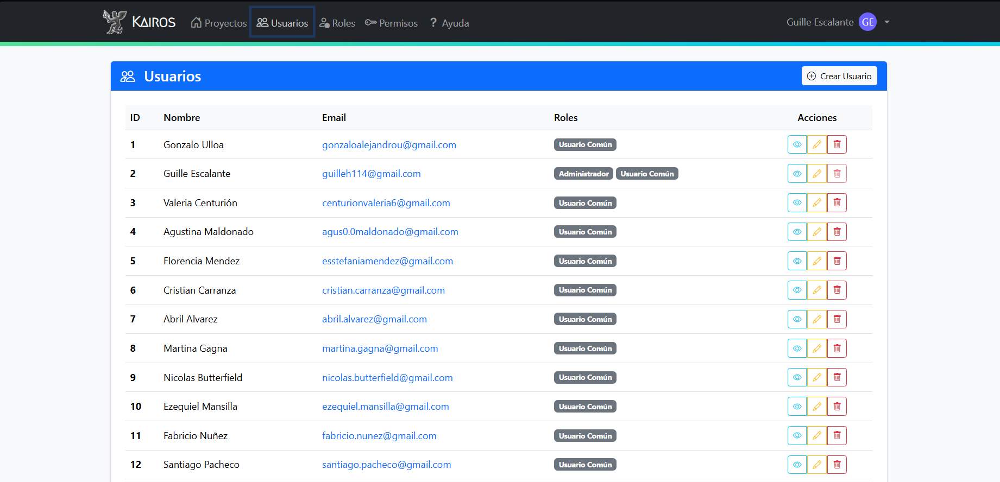 KAIROS Proyectos Usuarios Roles Permisos ? Ayuda Guille Escalante GE
Usuarios Crear Usuario
ID Nombre Email Roles Acciones
1 Gonzalo Ulloa gonzaloalejandrou@gmail.com Usuario Común
2 Guille Escalante guilleh114@gmail.com Administrador Usuario Común
3 Valeria Centurión centurionvaleria6@gmail.com Usuario Común
4 Agustina Maldonado agus0.0maldonado@gmail.com Usuario Común
5 Florencia Mendez esstefaniamendez@gmail.com Usuario Común
6 Cristian Carranza cristian.carranza@gmail.com Usuario Común
7 Abril Alvarez abril.alvarez@gmail.com Usuario Común
8 Martina Gagna martina.gagna@gmail.com Usuario Común
9 Nicolas Butterfield nicolas.butterfield@gmail.com Usuario Común
10 Ezequiel Mansilla ezequiel.mansilla@gmail.com Usuario Común
11 Fabricio Nuñez fabricio.nunez@gmail.com Usuario Común
12 Santiago Pacheco santiago.pacheco@gmail.com Usuario Común